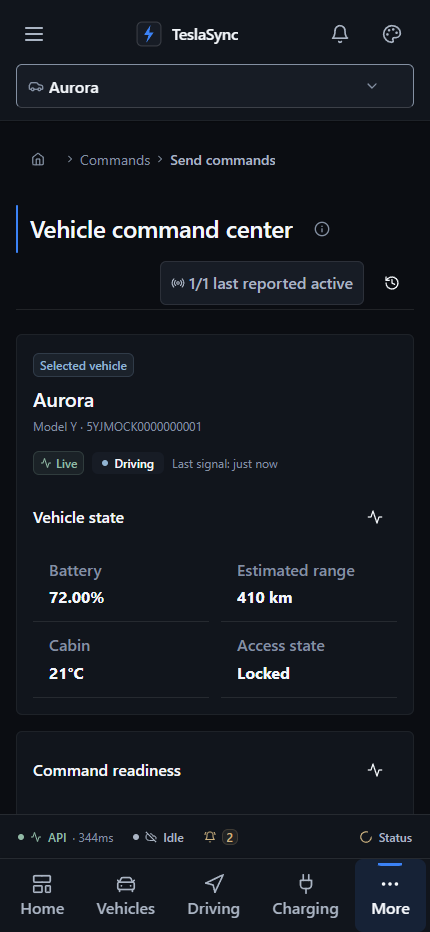 TeslaSync
Aurora
Commands
Send commands
Vehicle command center
1/1 last reported active
Selected vehicle
Aurora
Model Y · 5YJMOCK0000000001
Live
Driving
Last signal: just now
Vehicle state
Battery
Estimated range
72.00%
410 km
Cabin
Access state
21°C
Locked
Command readiness
API · 344ms
Idle
2
Status
Home
Vehicles
Driving
Charging
More